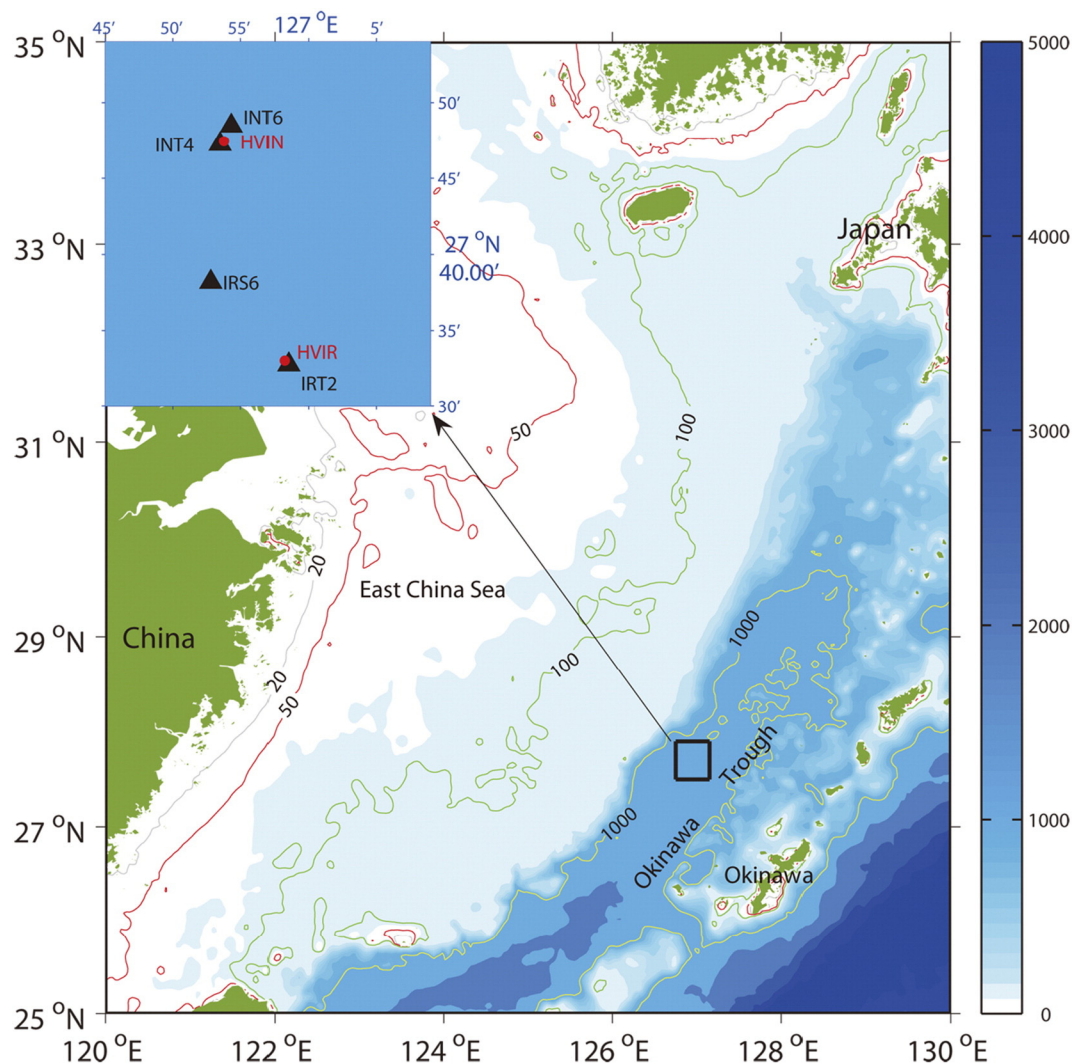 45′ 50′ 55′ 127 °E 5′
50′
45′
27 °N
40.00′
35′
30′
INT6
INT4
HVIN
IRS6
HVIR
IRT2
35 °N
33 °N
31 °N
29 °N
27 °N
25 °N
120 °E 122 °E 124 °E 126 °E 128 °E 130 °E
Japan
50
100
20
East China Sea
China
1000
100
20
50
Trough
1000
Okinawa
Okinawa
5000
4000
3000
2000
1000
0